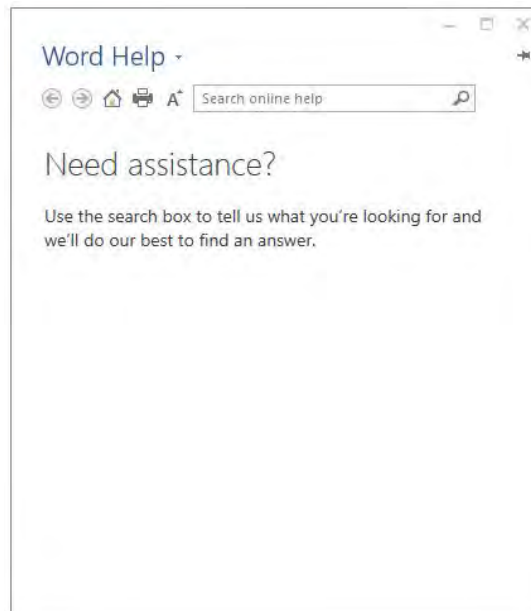 Word Help
A
Search online help
Need assistance?
Use the search box to tell us what you're looking for and
we'll do our best to find an answer.